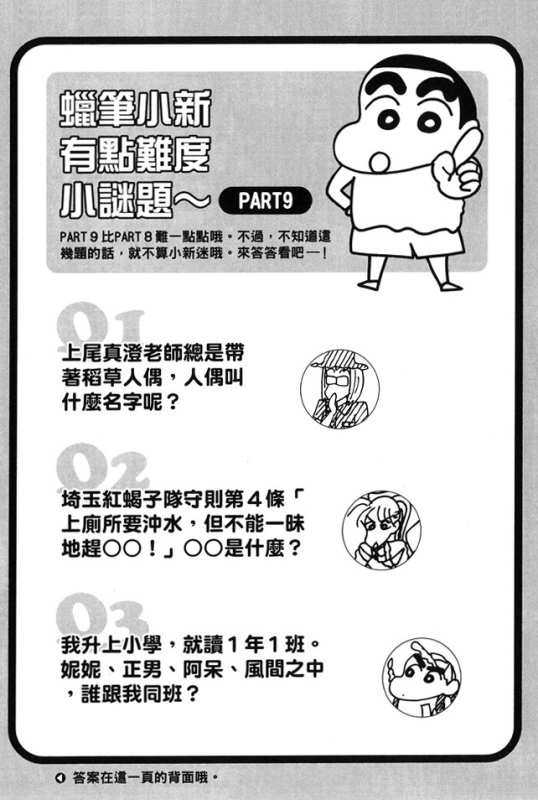 蠟筆小新
有點難度
小謎題～ PART9
PART9比PART8難一點點哦。不過，不知道這
幾題的話，就不算小新迷哦。來答答看吧—！
01
上尾真澄老師總是帶
著稻草人偶，人偶叫
什麼名字呢？
02
埼玉紅蠍子隊守則第4條「
上廁所要沖水，但不能一昧
地趕○○！」○○是什麼？
03
我升上小學，就讀1年1班。
妮妮、正男、阿呆、風間之中
，誰跟我同班？
答案在這一頁的背面哦。